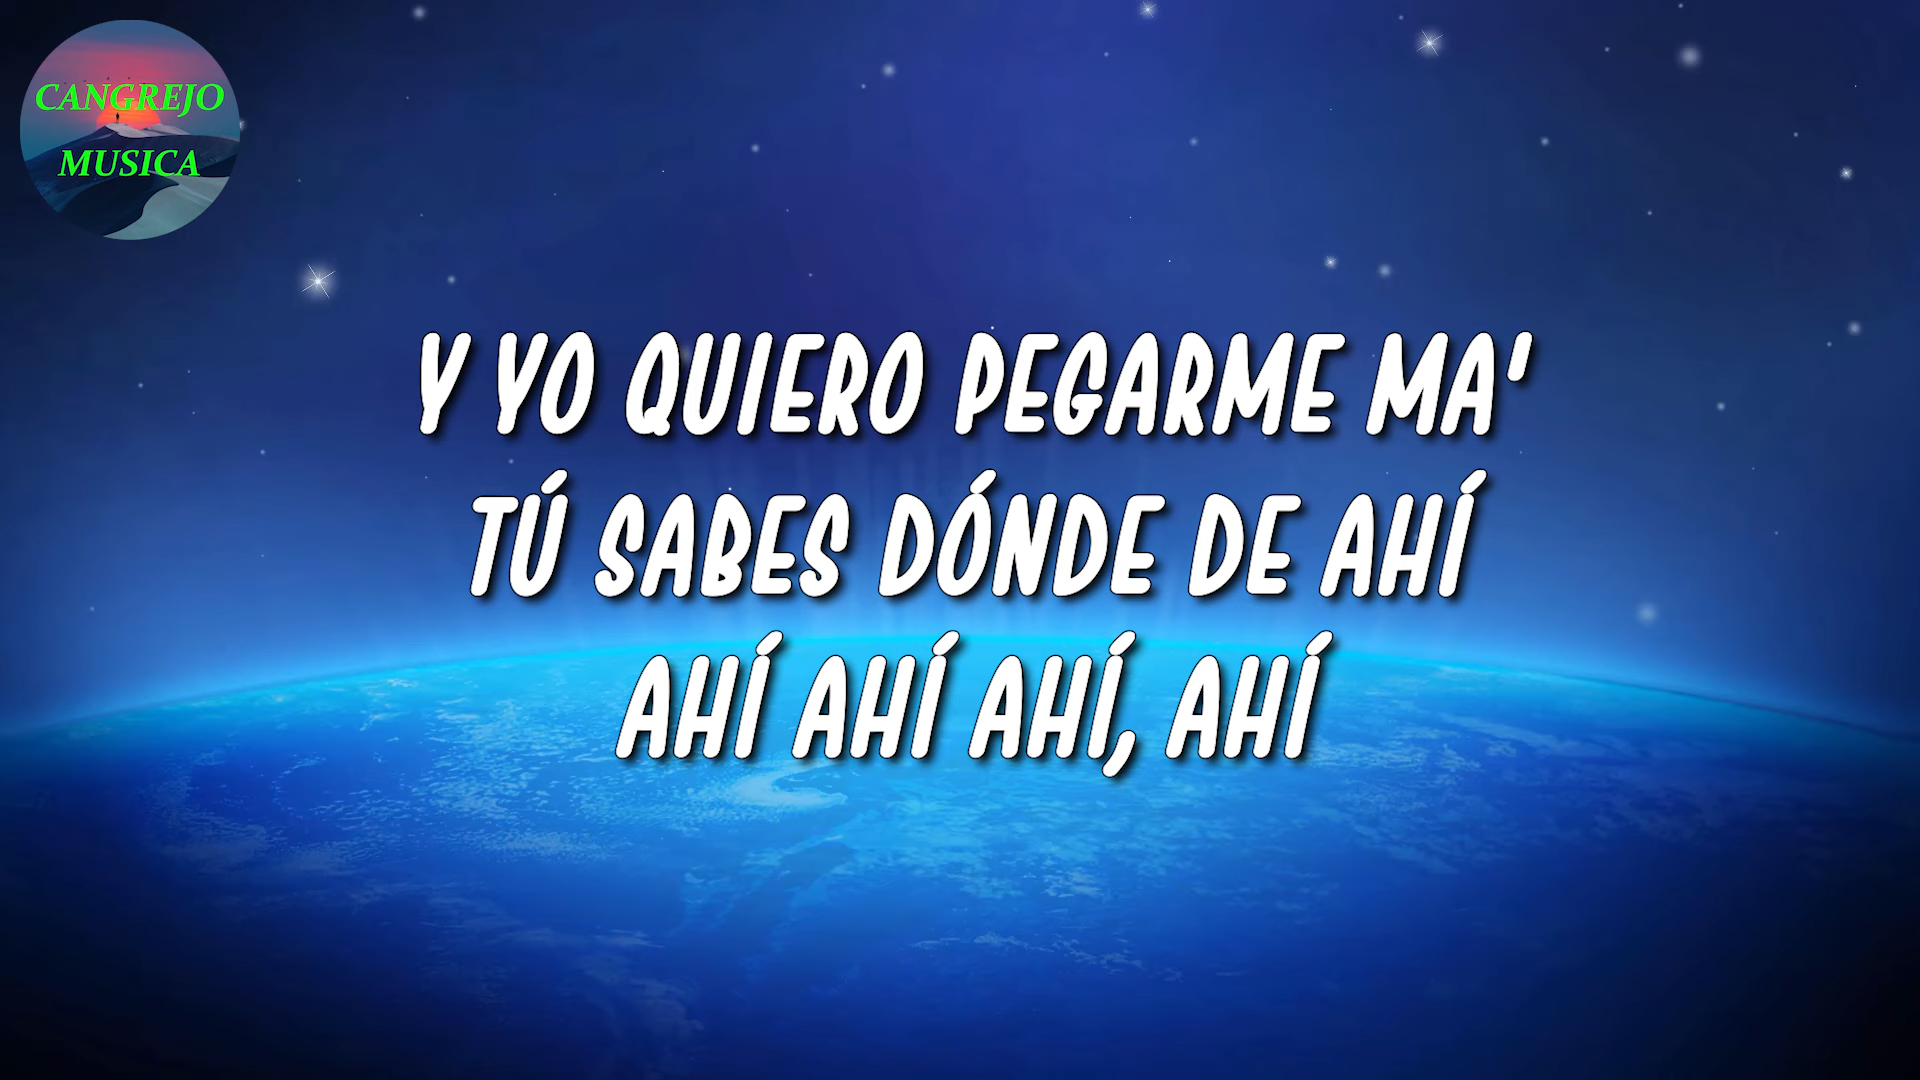 CANGREJO
MUSICA
Y YO QUIERO PEGARME MA'
TÚ SABES DÓNDE DE AHÍ
AHÍ AHÍ AHÍ, AHÍ